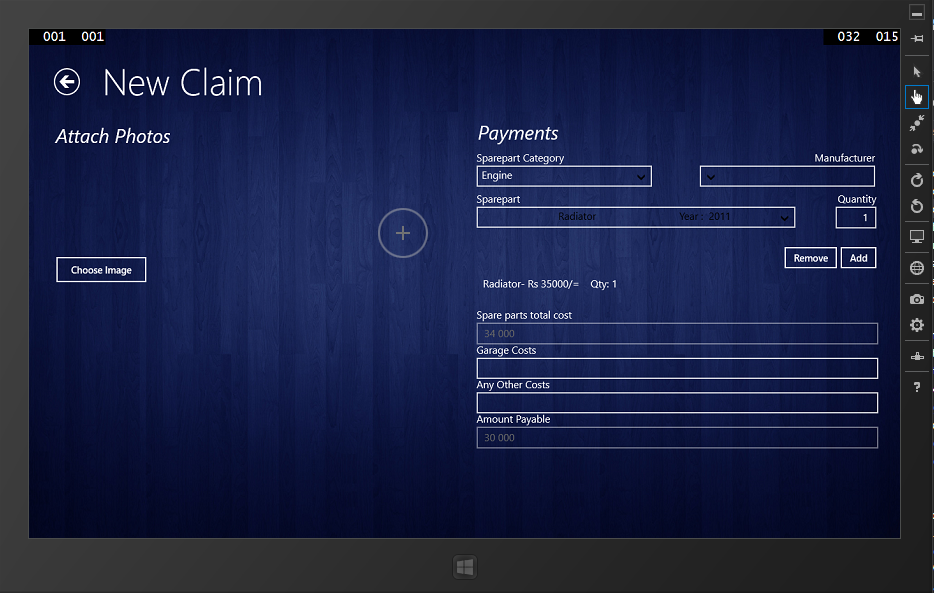 001 001 032 015
New Claim
Attach Photos
Choose Image
Payments
Sparepart Category Manufacturer
Engine
Sparepart Quantity
Radiator Year : 2011 1
Remove Add
Radiator- Rs 35000/= Qty: 1
Spare parts total cost
34 000
Garage Costs
Any Other Costs
Amount Payable
30 000
?